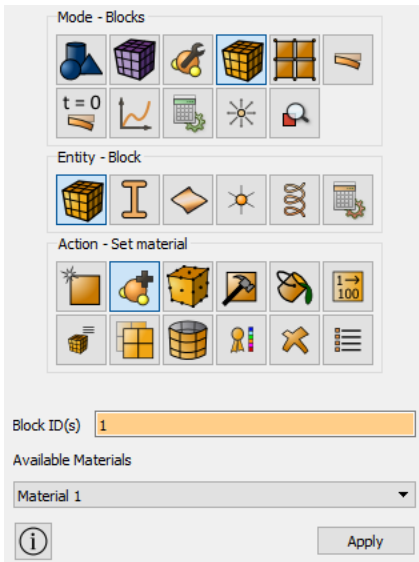 Mode - Blocks
t = 0
Entity - Block
Action - Set material
1→
100
Block ID(s) 1
Available Materials
Material 1
i Apply